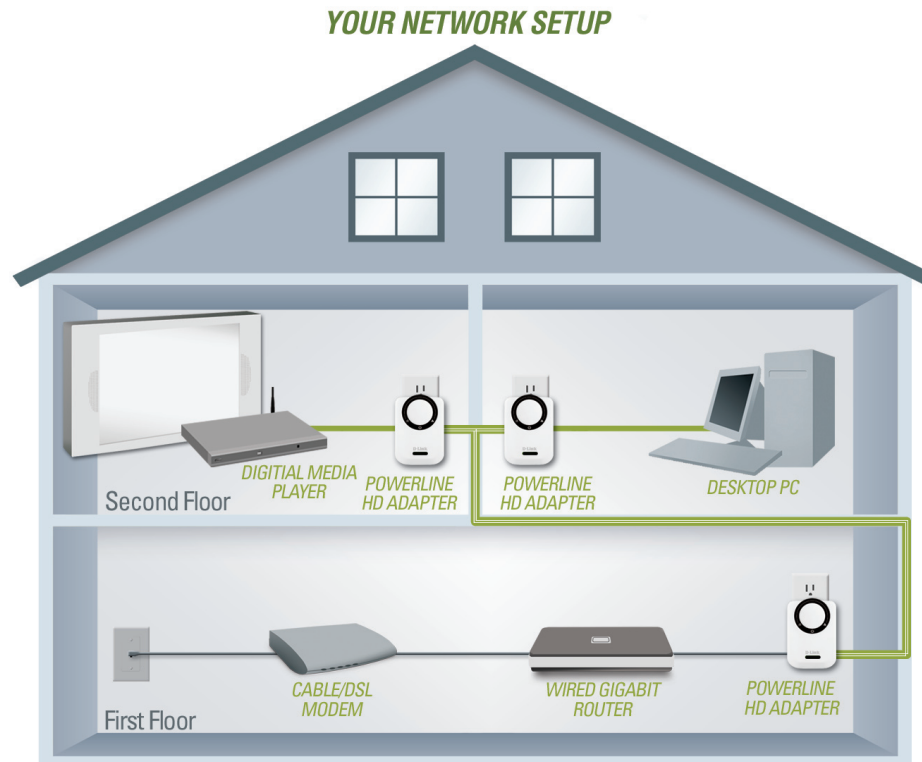 YOUR NETWORK SETUP
DIGITIAL MEDIA
PLAYER
POWERLINE
HD ADAPTER
POWERLINE
HD ADAPTER
DESKTOP PC
Second Floor
CABLE/DSL
MODEM
WIRED GIGABIT
ROUTER
POWERLINE
HD ADAPTER
First Floor